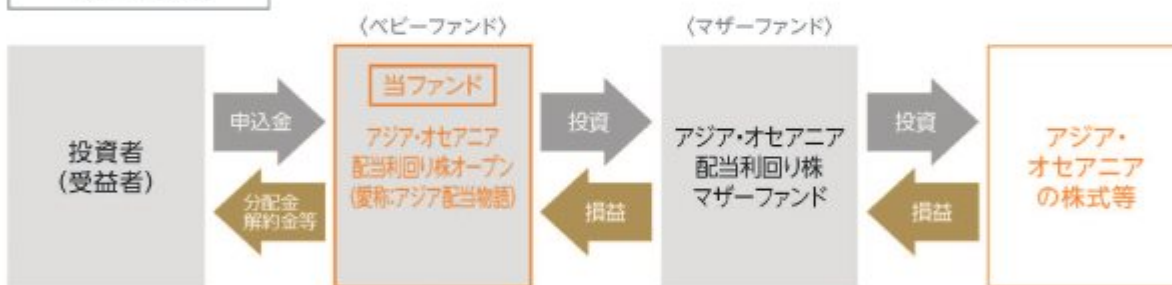 〈ベビーファンド〉
〈マザーファンド〉
投資者
(受益者)
申込金
分配金
解約金等
当ファンド
アジア・オセアニア
配当利回り株オープン
(愛称:アジア配当物語)
投資
損益
アジア・オセアニア
配当利回り株
マザーファンド
投資
損益
アジア・
オセアニア
の株式等